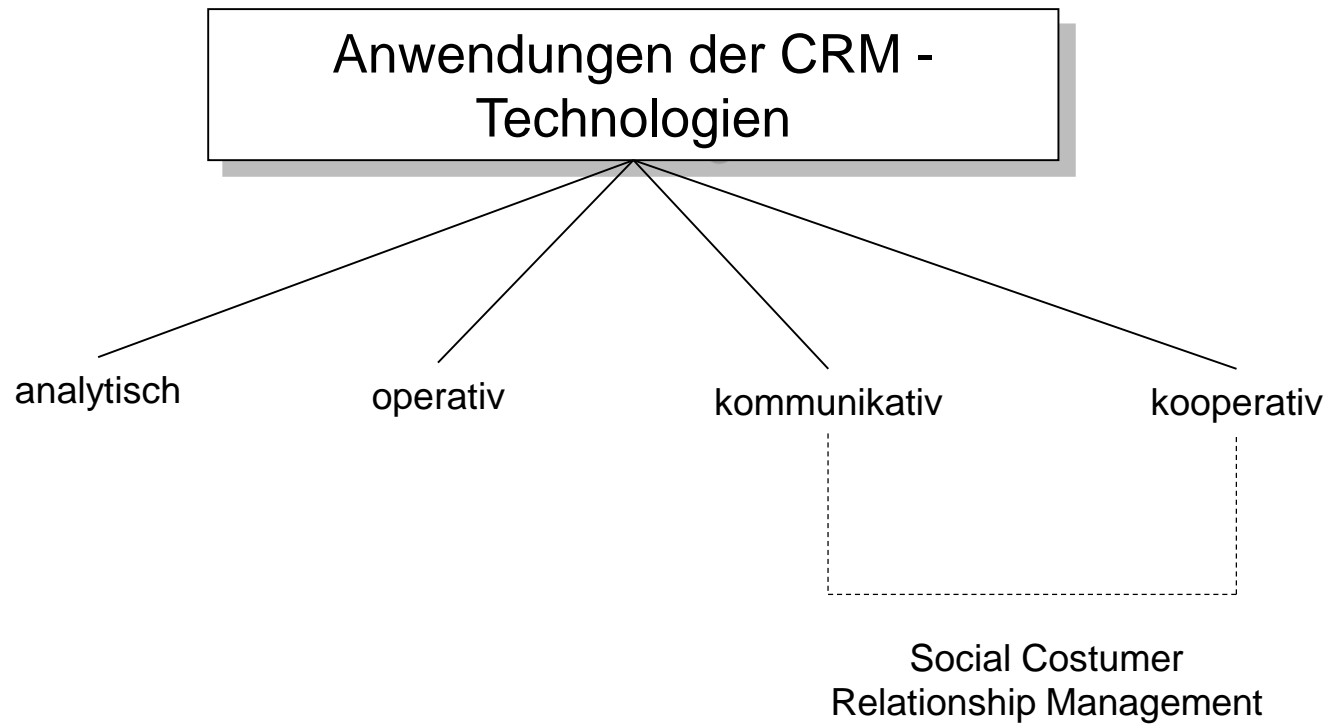 Anwendungen der CRM -
Technologien
analytisch
operativ
kommunikativ
kooperativ
Social Costumer
Relationship Management